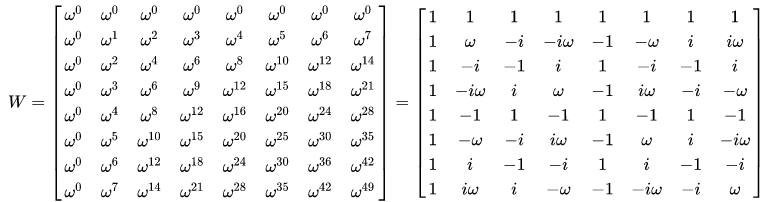 W = [ ω⁰ ω⁰ ω⁰ ω⁰ ω⁰ ω⁰ ω⁰ ω⁰ ] = [ 1 1 1 1 1 1 1 1 ]
[ ω⁰ ω¹ ω² ω³ ω⁴ ω⁵ ω⁶ ω⁷ ] [ 1 ω −i −iω −1 −ω i iω ]
[ ω⁰ ω² ω⁴ ω⁶ ω⁸ ω¹⁰ ω¹² ω¹⁴ ] [ 1 −i −1 i 1 −i −1 i ]
[ ω⁰ ω³ ω⁶ ω⁹ ω¹² ω¹⁵ ω¹⁸ ω²¹ ] [ 1 −iω i ω −1 iω −i −ω ]
[ ω⁰ ω⁴ ω⁸ ω¹² ω¹⁶ ω²⁰ ω²⁴ ω²⁸ ] [ 1 −1 1 −1 1 −1 1 −1 ]
[ ω⁰ ω⁵ ω¹⁰ ω¹⁵ ω²⁰ ω²⁵ ω³⁰ ω³⁵ ] [ 1 −ω −i iω −1 ω i −iω ]
[ ω⁰ ω⁶ ω¹² ω¹⁸ ω²⁴ ω³⁰ ω³⁶ ω⁴² ] [ 1 i −1 −i 1 i −1 −i ]
[ ω⁰ ω⁷ ω¹⁴ ω²¹ ω²⁸ ω³⁵ ω⁴² ω⁴⁹ ] [ 1 iω i −ω −1 −iω −i ω ]